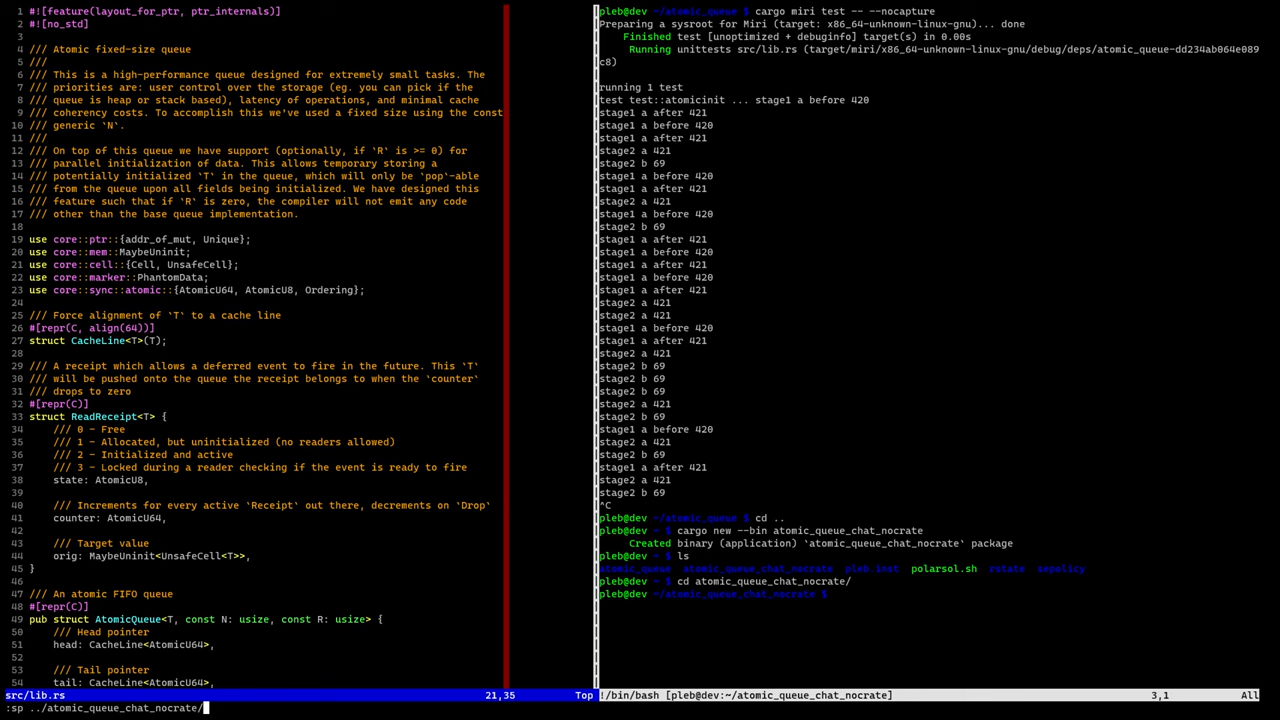 1 #![feature(layout_for_ptr, ptr_internals)]
2 #![no_std]
3
4 /// Atomic fixed-size queue
5 ///
6 /// This is a high-performance queue designed for extremely small tasks. The
7 /// priorities are: user control over the storage (eg. you can pick if the
8 /// queue is heap or stack based), latency of operations, and minimal cache
9 /// coherency costs. To accomplish this we've used a fixed size using the const
10 /// generic `N`.
11 ///
12 /// On top of this queue we have support (optionally, if `R` is >= 0) for
13 /// parallel initialization of data. This allows temporary storing a
14 /// potentially initialized `T` in the queue, which will only be `pop`-able
15 /// from the queue upon all fields being initialized. We have designed this
16 /// feature such that if `R` is zero, the compiler will not emit any code
17 /// other than the base queue implementation.
18
19 use core::ptr::{addr_of_mut, Unique};
20 use core::mem::MaybeUninit;
21 use core::cell::{Cell, UnsafeCell};
22 use core::marker::PhantomData;
23 use core::sync::atomic::{AtomicU64, AtomicU8, Ordering};
24
25 /// Force alignment of `T` to a cache line
26 #[repr(C, align(64))]
27 struct CacheLine<T>(T);
28
29 /// A receipt which allows a deferred event to fire in the future. This `T`
30 /// will be pushed onto the queue the receipt belongs to when the `counter`
31 /// drops to zero
32 #[repr(C)]
33 struct ReadReceipt<T> {
34     /// 0 - Free
35     /// 1 - Allocated, but uninitialized (no readers allowed)
36     /// 2 - Initialized and active
37     /// 3 - Locked during a reader checking if the event is ready to fire
38     state: AtomicU8,
39
40     /// Increments for every active `Receipt` out there, decrements on `Drop`
41     counter: AtomicU64,
42
43     /// Target value
44     orig: MaybeUninit<UnsafeCell<T>>,
45 }
46
47 /// An atomic FIFO queue
48 #[repr(C)]
49 pub struct AtomicQueue<T, const N: usize, const R: usize> {
50     /// Head pointer
51     head: CacheLine<AtomicU64>,
52
53     /// Tail pointer
54     tail: CacheLine<AtomicU64>,
src/lib.rs 21,35 Top
:sp ../atomic_queue_chat_nocrate/
pleb@dev ~/atomic_queue $ cargo miri test -- --nocapture
Preparing a sysroot for Miri (target: x86_64-unknown-linux-gnu)... done
    Finished test [unoptimized + debuginfo] target(s) in 0.00s
     Running unittests src/lib.rs (target/miri/x86_64-unknown-linux-gnu/debug/deps/atomic_queue-dd234ab064e089
c8)

running 1 test
test test::atomicinit ... stage1 a before 420
stage1 a after 421
stage1 a before 420
stage1 a after 421
stage2 a 421
stage2 b 69
stage1 a before 420
stage1 a after 421
stage2 a 421
stage1 a before 420
stage2 b 69
stage1 a after 421
stage1 a before 420
stage1 a after 421
stage1 a before 420
stage1 a after 421
stage2 a 421
stage2 a 421
stage1 a before 420
stage1 a after 421
stage2 a 421
stage2 b 69
stage2 b 69
stage2 b 69
stage2 a 421
stage2 b 69
stage1 a before 420
stage2 a 421
stage2 b 69
stage1 a after 421
stage2 a 421
stage2 b 69
^C
pleb@dev ~/atomic_queue $ cd ..
pleb@dev ~ $ cargo new --bin atomic_queue_chat_nocrate
     Created binary (application) `atomic_queue_chat_nocrate` package
pleb@dev ~ $ ls
atomic_queue  atomic_queue_chat_nocrate  pleb.inst  polarsol.sh  rstate  sepolicy
pleb@dev ~ $ cd atomic_queue_chat_nocrate/
pleb@dev ~/atomic_queue_chat_nocrate $
!/bin/bash [pleb@dev:~/atomic_queue_chat_nocrate] 3,1 All